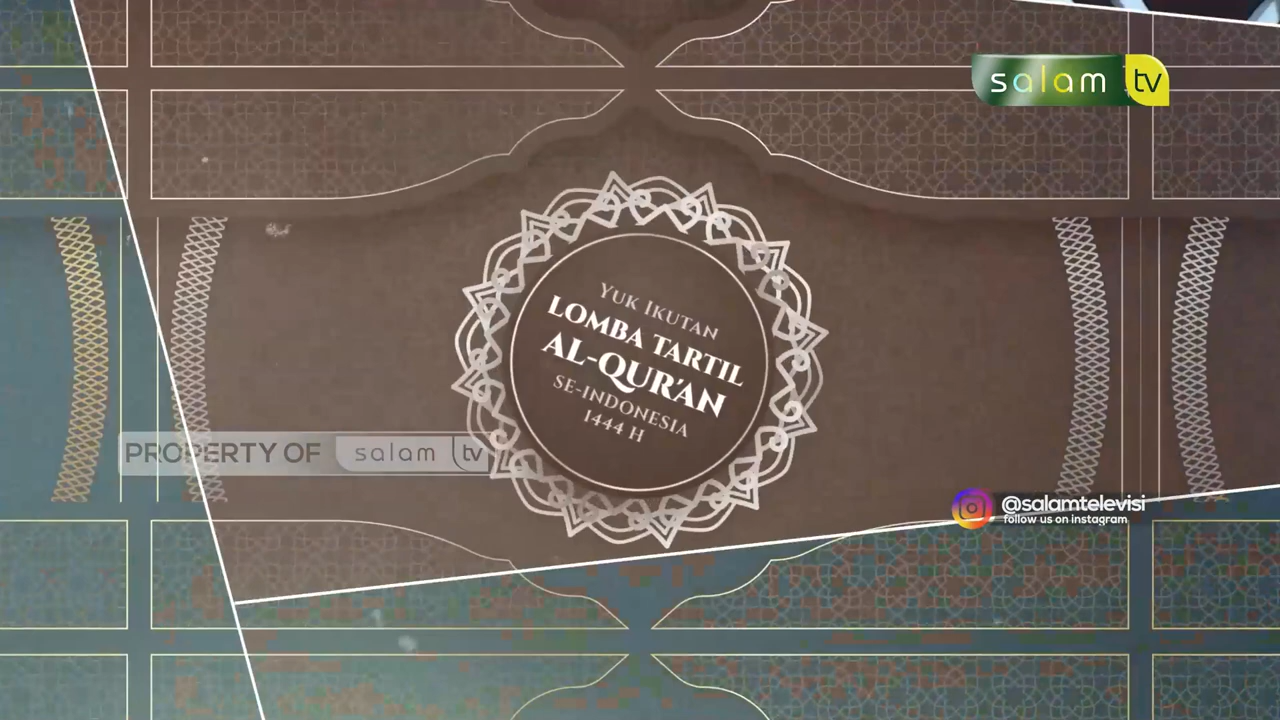 salam tv
Yuk Ikutan
LOMBA TARTIL
AL-QUR'AN
SE-INDONESIA
1444 H
PROPERTY OF salam tv
@salamtelevisi
follow us on instagram